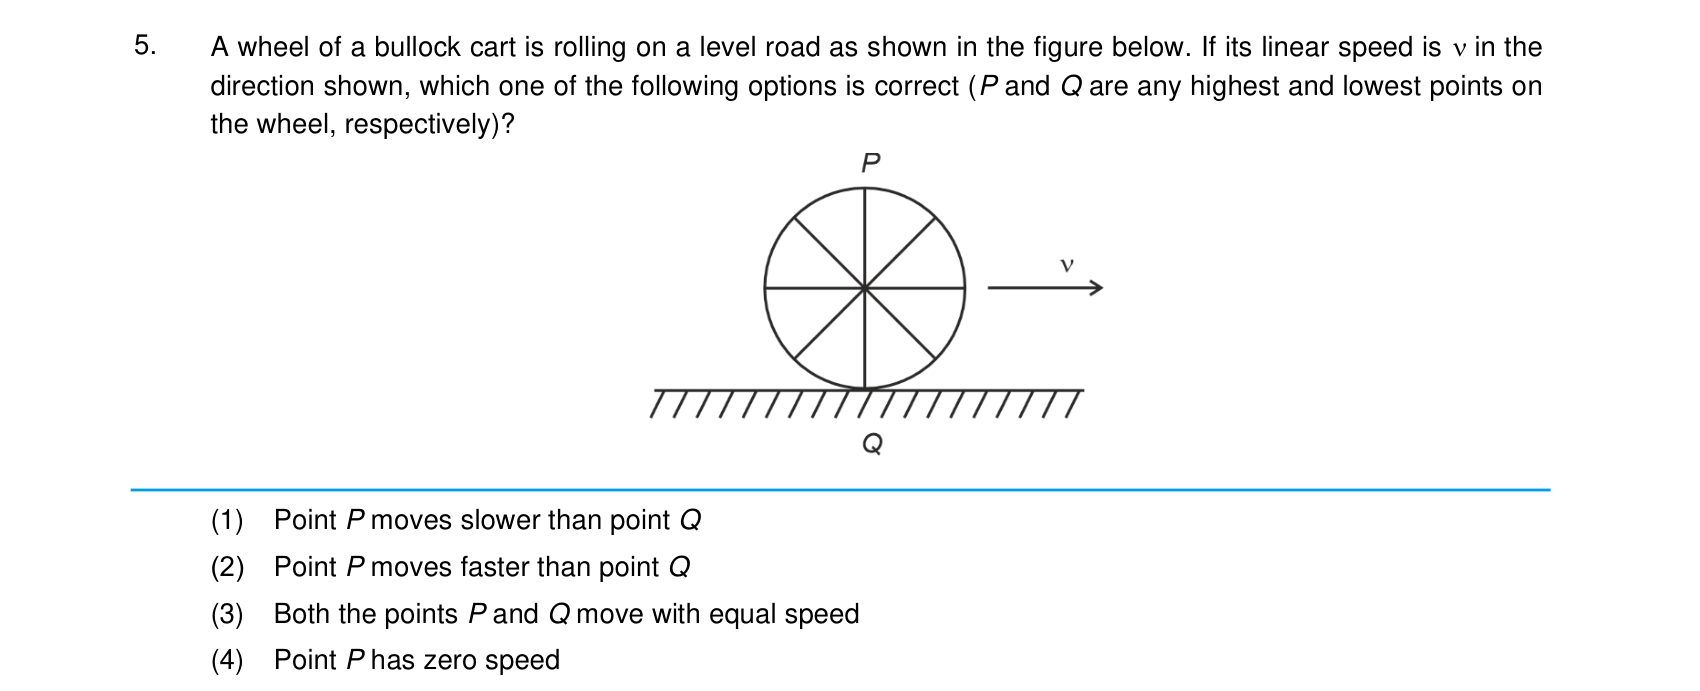 5. A wheel of a bullock cart is rolling on a level road as shown in the figure below. If its linear speed is v in the
direction shown, which one of the following options is correct (P and Q are any highest and lowest points on
the wheel, respectively)?
P
v
Q
(1) Point P moves slower than point Q
(2) Point P moves faster than point Q
(3) Both the points P and Q move with equal speed
(4) Point P has zero speed